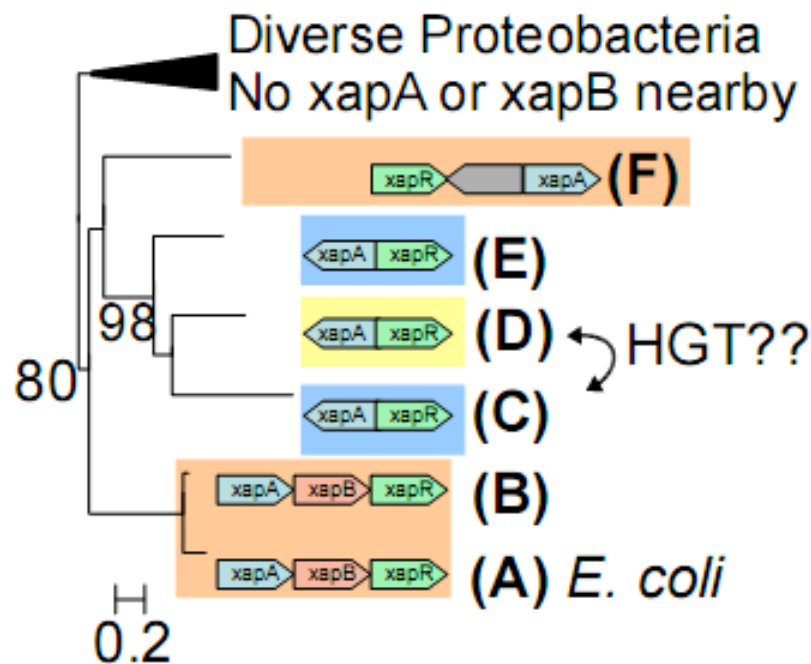 Diverse Proteobacteria
No xapA or xapB nearby
xapR xapA (F)
xapA xapR (E)
98
xapA xapR (D)
HGT??
80
xapA xapR (C)
xapA xapB xapR (B)
xapA xapB xapR (A) E. coli
0.2